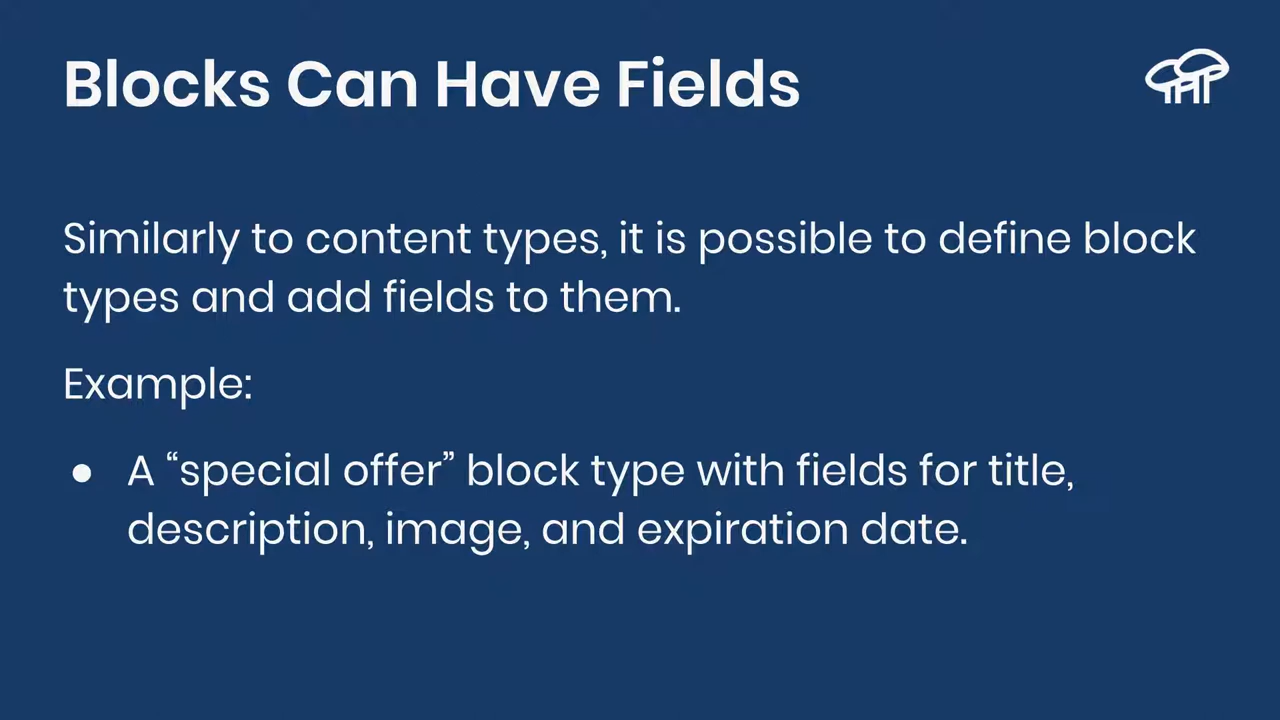 Blocks Can Have Fields
Similarly to content types, it is possible to define block
types and add fields to them.
Example:
● A “special offer” block type with fields for title,
description, image, and expiration date.